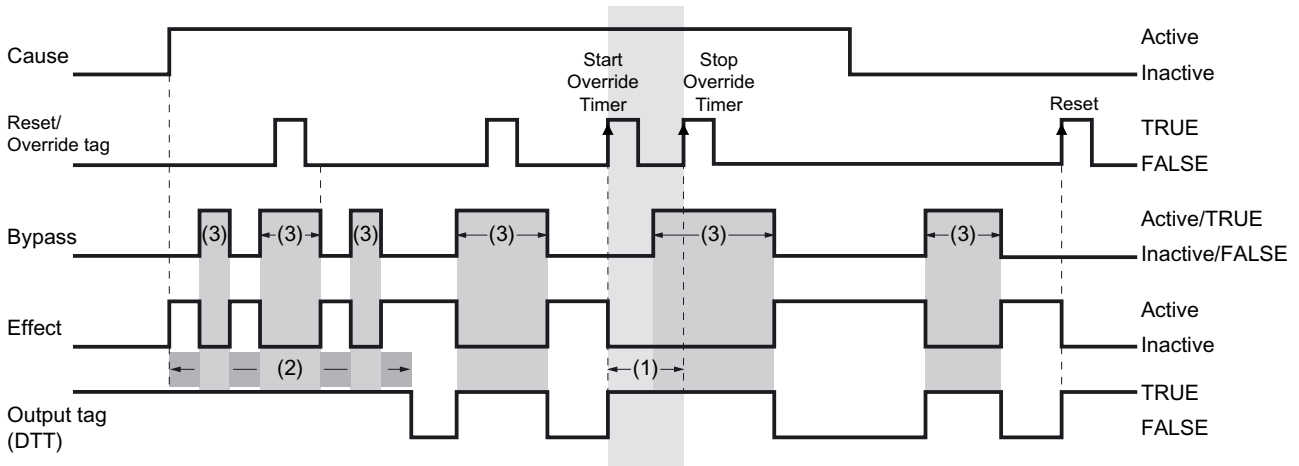 Cause
Active
Inactive
Start
Override
Timer
Stop
Override
Timer
Reset
Reset/
Override tag
TRUE
FALSE
Bypass
(3)
(3)
(3)
(3)
(3)
(3)
Active/TRUE
Inactive/FALSE
Effect
Active
Inactive
(2)
(1)
Output tag
(DTT)
TRUE
FALSE